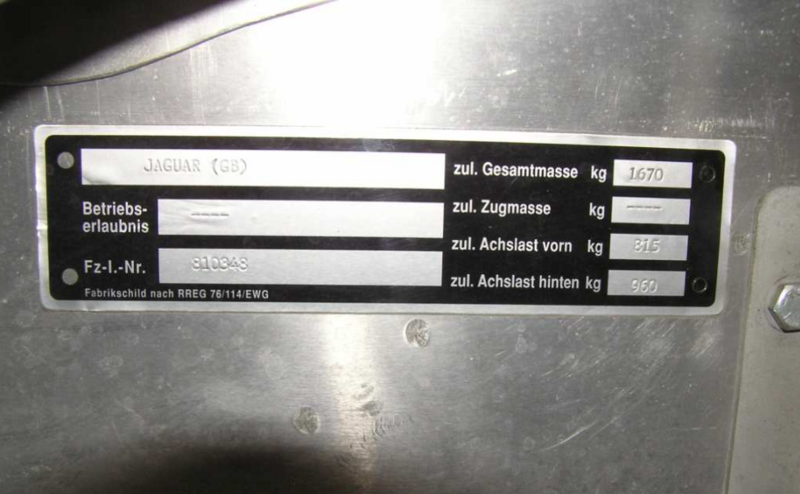 JAGUAR (GB)
zul. Gesamtmasse kg 1670
Betriebs-
erlaubnis ----
zul. Zugmasse kg ----
zul. Achslast vorn kg 815
Fz-I.-Nr. 810348
zul. Achslast hinten kg 960
Fabrikschild nach RREG 76/114/EWG